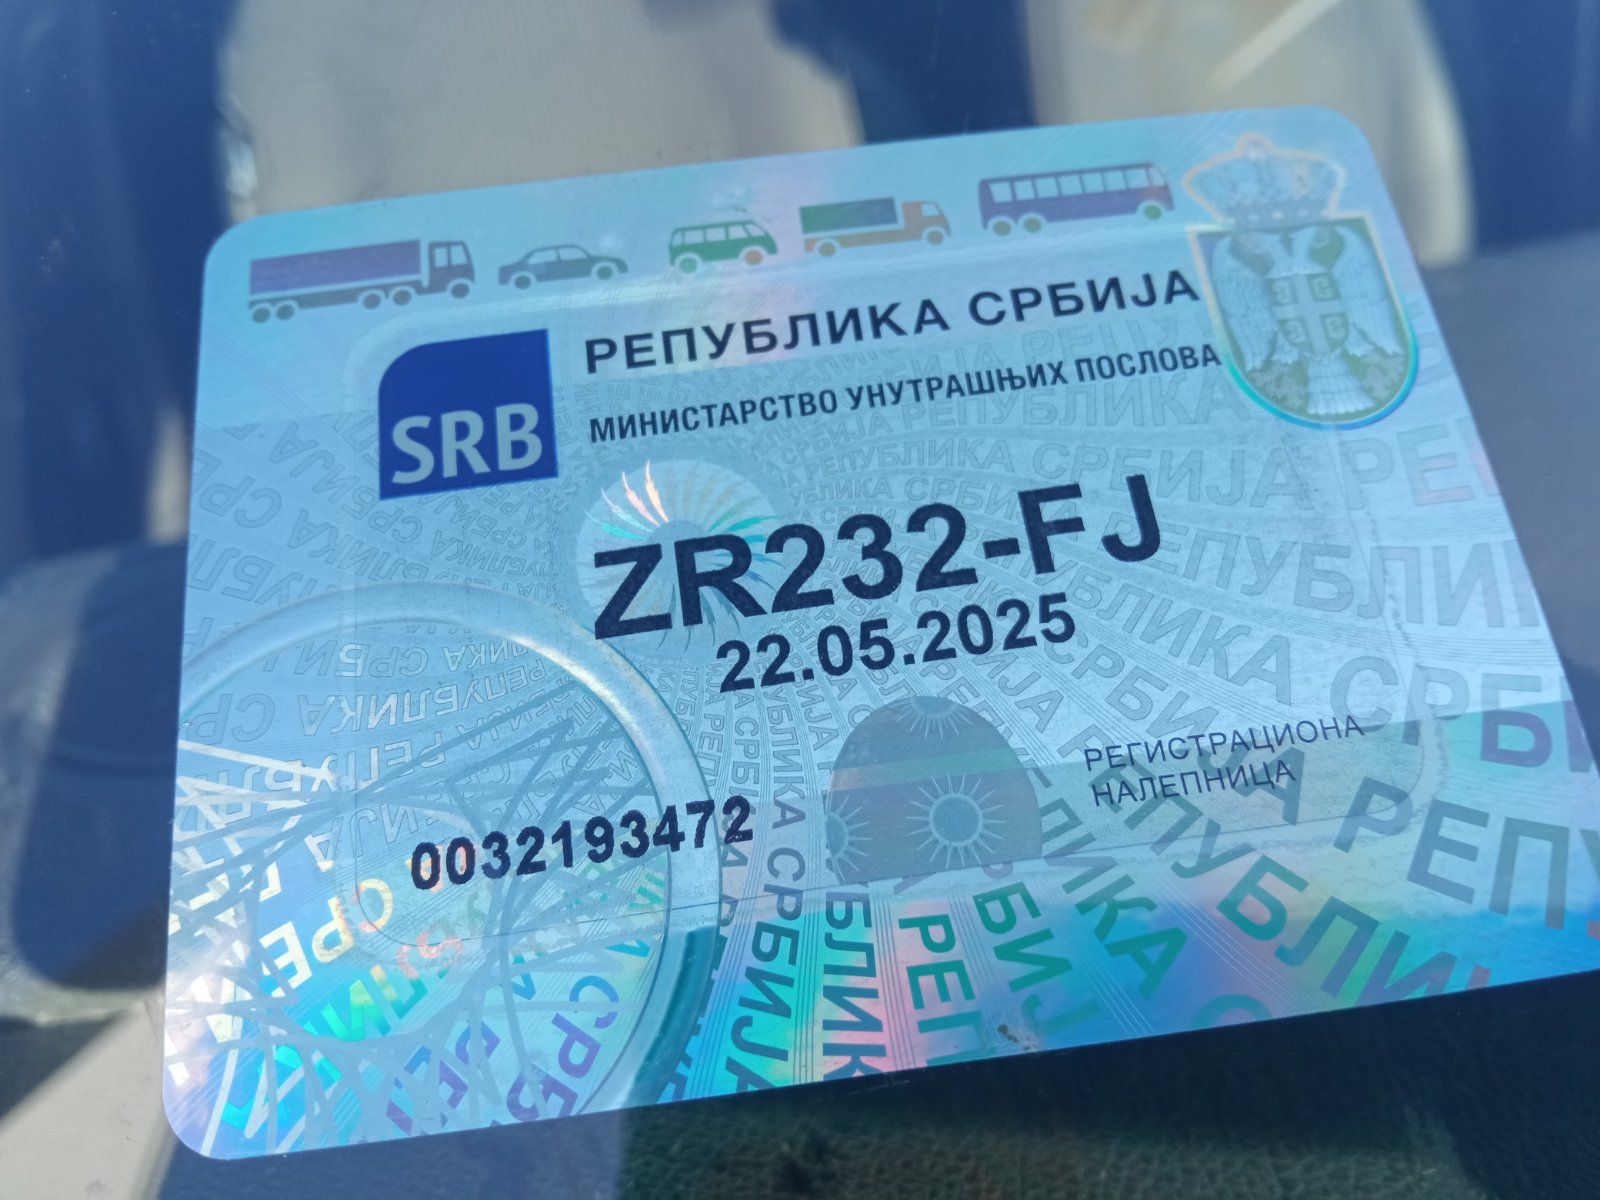 РЕПУБЛИКА СРБИЈА
МИНИСТАРСТВО УНУТРАШЊИХ ПОСЛОВА
SRB
ZR232-FJ
22.05.2025
РЕГИСТРАЦИОНА
НАЛЕПНИЦА
0032193472